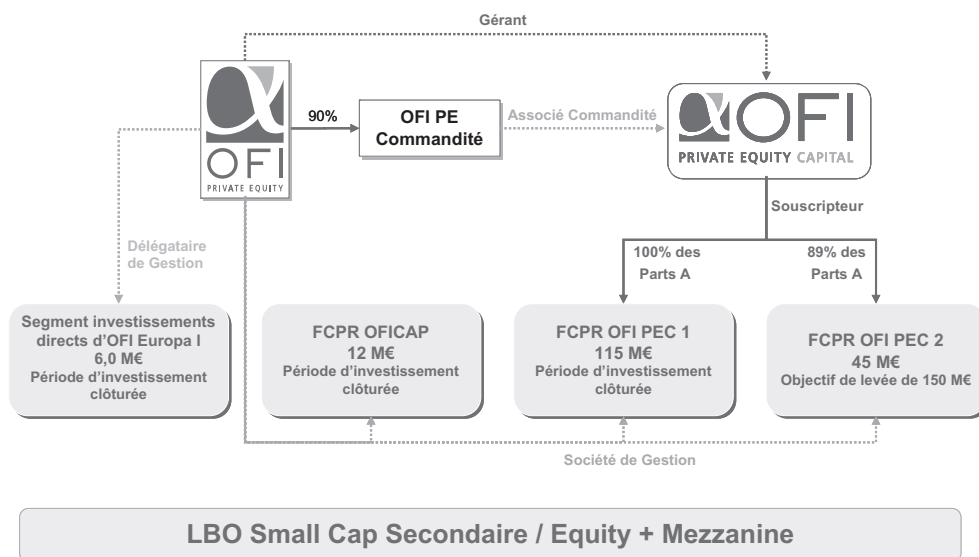 Gérant
OFI
PRIVATE EQUITY
90%
OFI PE
Commandité
Associé Commandité
OFI
PRIVATE EQUITY CAPITAL
Souscripteur
Délégataire
de Gestion
100% des
Parts A
89% des
Parts A
Segment investissements
directs d'OFI Europa I
6,0 M€
Période d'investissement
clôturée
FCPR OFICAP
12 M€
Période d'investissement
clôturée
FCPR OFI PEC 1
115 M€
Période d'investissement
clôturée
FCPR OFI PEC 2
45 M€
Objectif de levée de 150 M€
Société de Gestion
LBO Small Cap Secondaire / Equity + Mezzanine